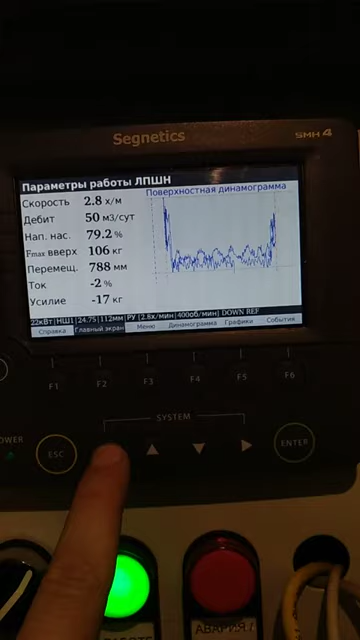 Segnetics
SMH 4
Параметры работы ЛПШН
Скорость 2.8 х/м
Дебит 50 м3/сут
Нап. нас. 79.2 %
Fmax вверх 106 кг
Перемещ. 788 мм
Ток -2 %
Усилие -17 кг
Поверхностная динамограмма
22кВт|НШ1|24.75|112мм|РУ|2.8х/мин|400об/мин| DOWN REF
Справка Главный экран Меню Динамограмма Графики События
F1 F2 F3 F4 F5 F6
SYSTEM
OWER
ESC
ENTER
АВАРИЯ /